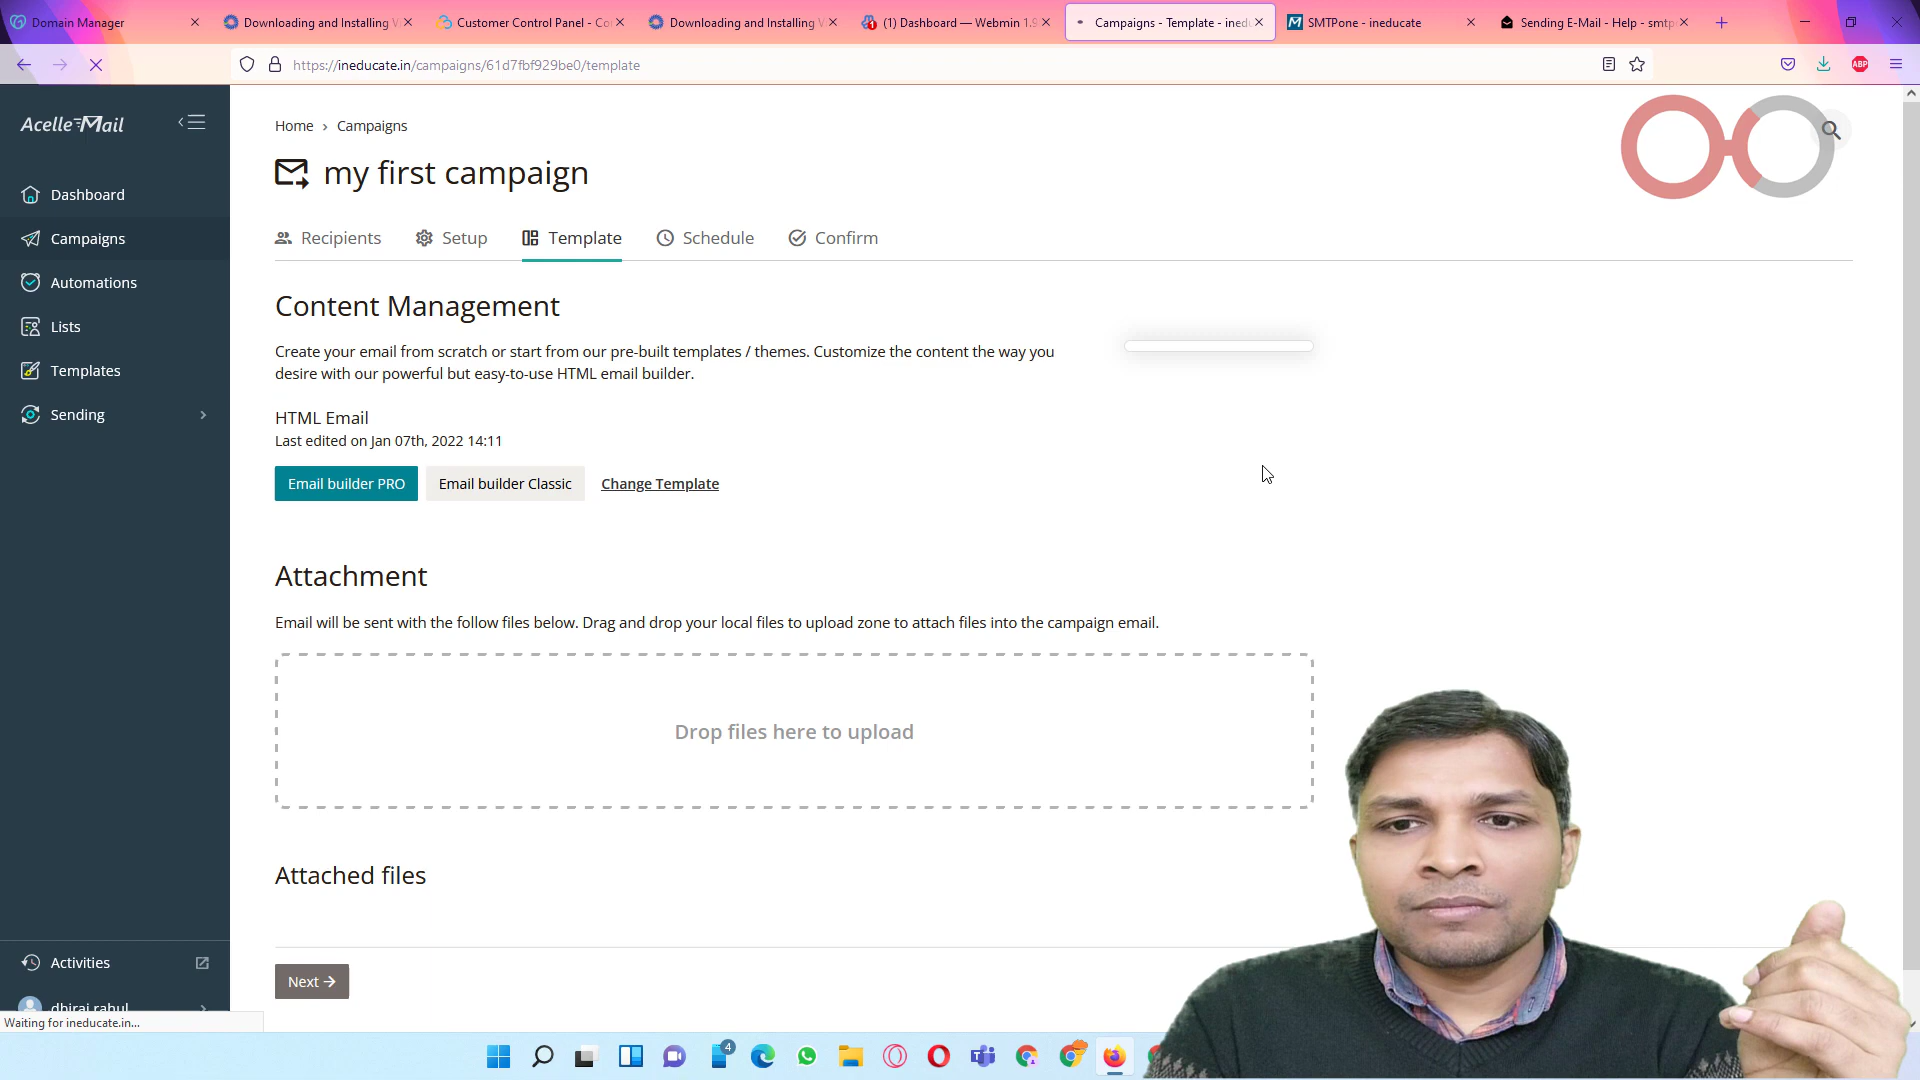 Domain Manager
Downloading and Installing V
Customer Control Panel - Co
Downloading and Installing V
(1) Dashboard — Webmin 1.9
Campaigns - Template - inedu
SMTPone - ineducate
Sending E-Mail - Help - smtp
https://ineducate.in/campaigns/61d7fbf929be0/template
ABP
AcelleMail
Home › Campaigns
my first campaign
Dashboard
Campaigns
Automations
Lists
Templates
Sending
Recipients
Setup
Template
Schedule
Confirm
Content Management
Create your email from scratch or start from our pre-built templates / themes. Customize the content the way you
desire with our powerful but easy-to-use HTML email builder.
HTML Email
Last edited on Jan 07th, 2022 14:11
Email builder PRO
Email builder Classic
Change Template
Attachment
Email will be sent with the follow files below. Drag and drop your local files to upload zone to attach files into the campaign email.
Drop files here to upload
Attached files
Activities
Next →
dhiraj rahul
Waiting for ineducate.in...
4